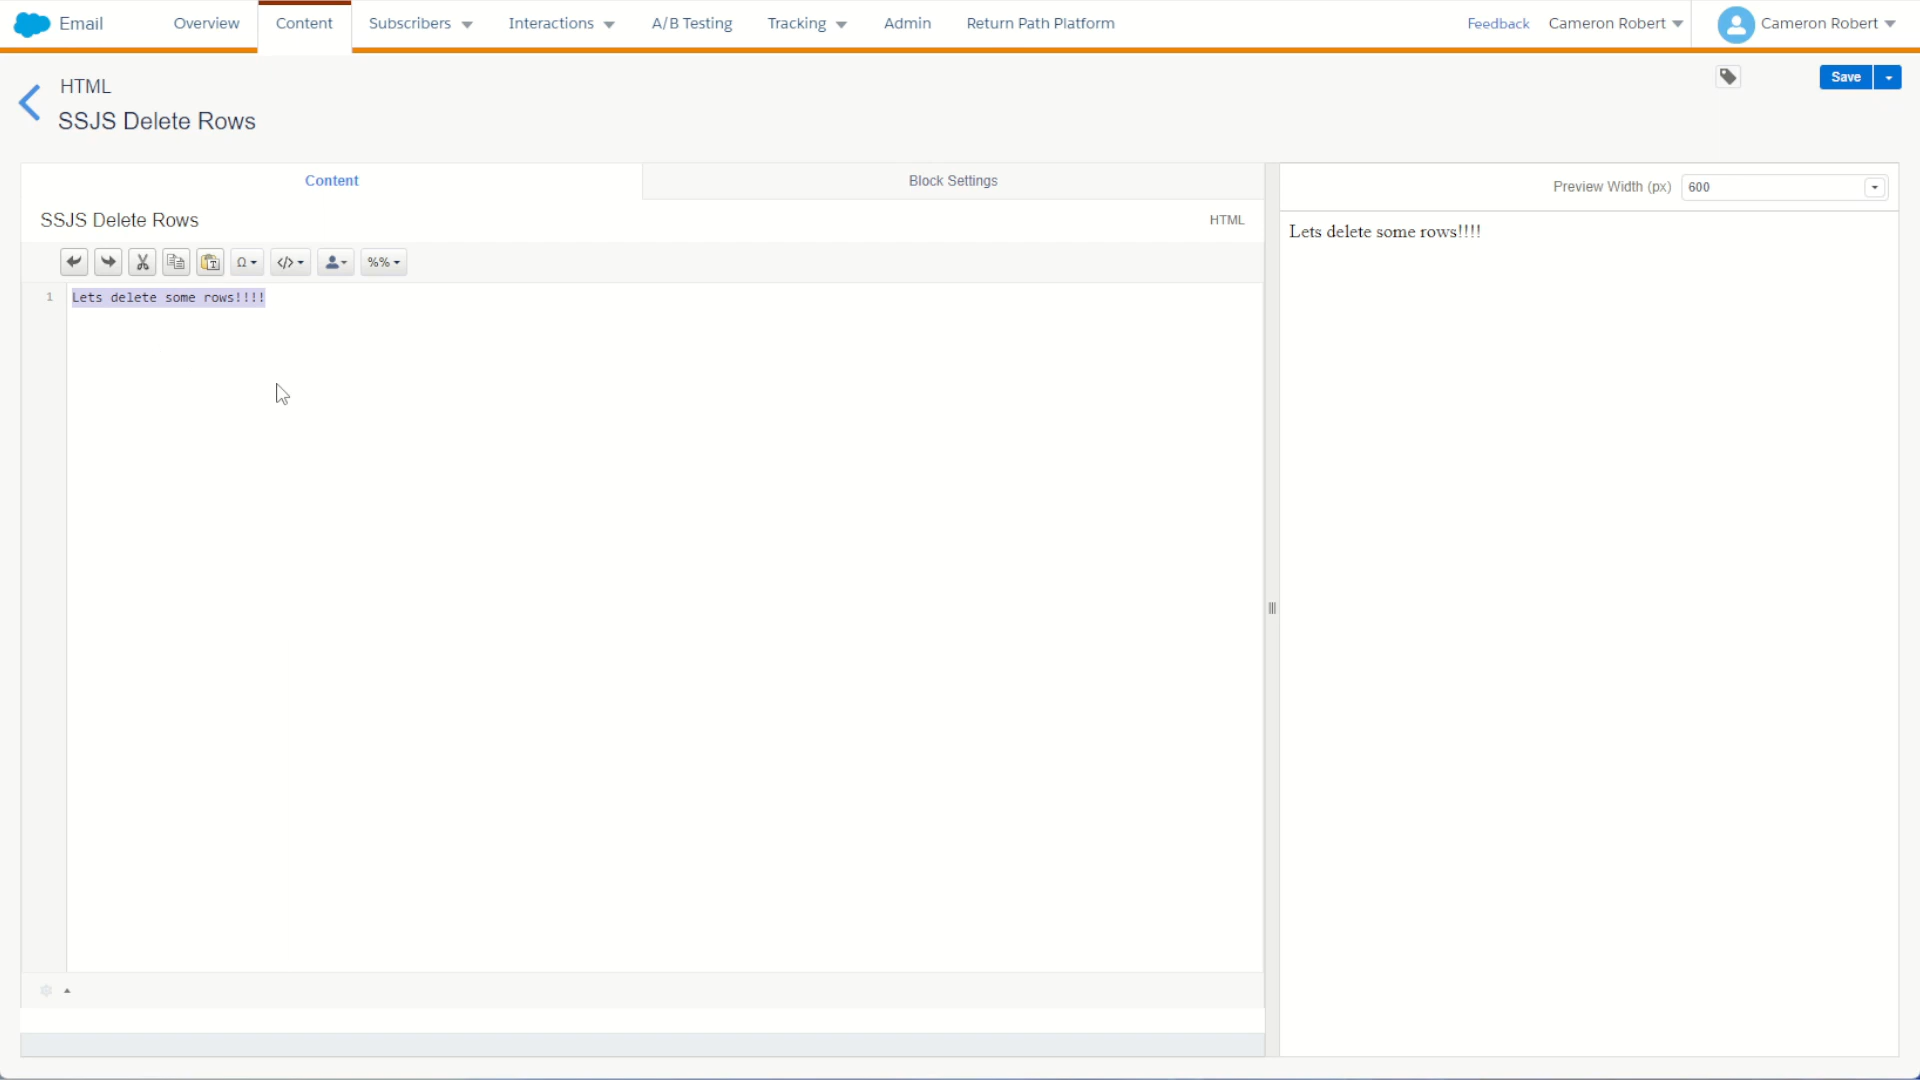 Email Overview Content Subscribers Interactions A/B Testing Tracking Admin Return Path Platform Feedback Cameron Robert Cameron Robert
HTML
SSJS Delete Rows
Save
Content Block Settings
Preview Width (px) 600
SSJS Delete Rows HTML
Ω </> %%
1 Lets delete some rows!!!!
Lets delete some rows!!!!